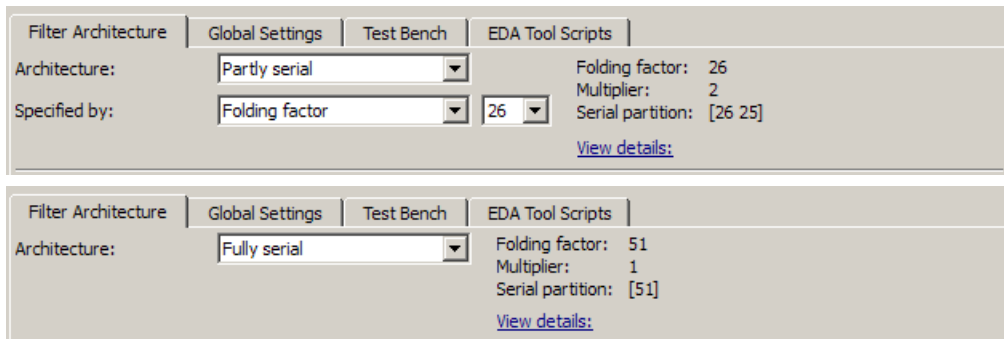 Filter Architecture Global Settings Test Bench EDA Tool Scripts
Architecture: Partly serial Folding factor: 26
Multiplier: 2
Specified by: Folding factor 26 Serial partition: [26 25]
View details:
Filter Architecture Global Settings Test Bench EDA Tool Scripts
Architecture: Fully serial Folding factor: 51
Multiplier: 1
Serial partition: [51]
View details: